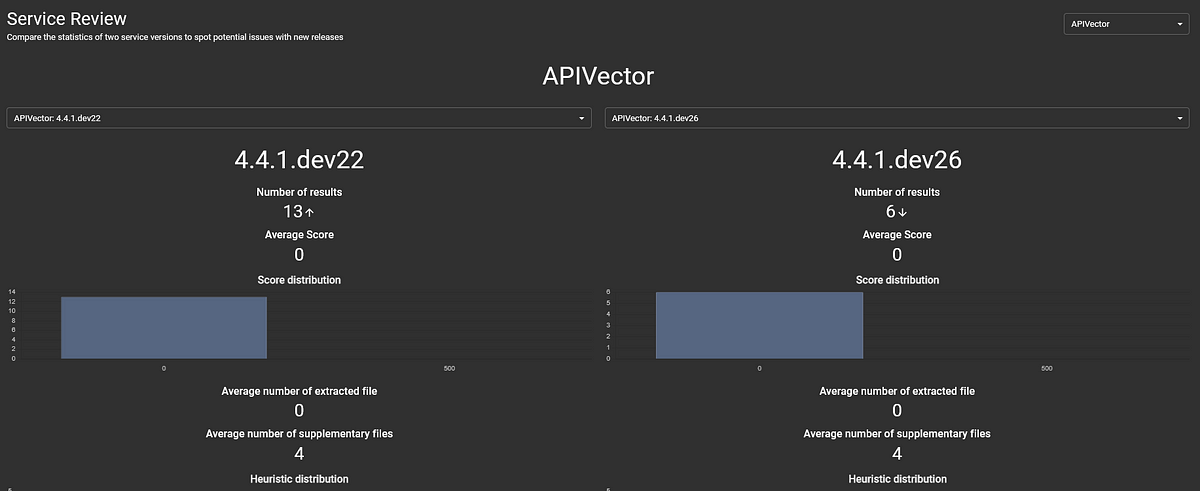 Service Review
Compare the statistics of two service versions to spot potential issues with new releases
APIVector
APIVector
APIVector: 4.4.1.dev22
APIVector: 4.4.1.dev26
4.4.1.dev22
Number of results
13↑
Average Score
0
Score distribution
14
12
10
8
6
4
2
0
0
500
Average number of extracted file
0
Average number of supplementary files
4
Heuristic distribution
4.4.1.dev26
Number of results
6↓
Average Score
0
Score distribution
6
5
4
3
2
1
0
0
500
Average number of extracted file
0
Average number of supplementary files
4
Heuristic distribution